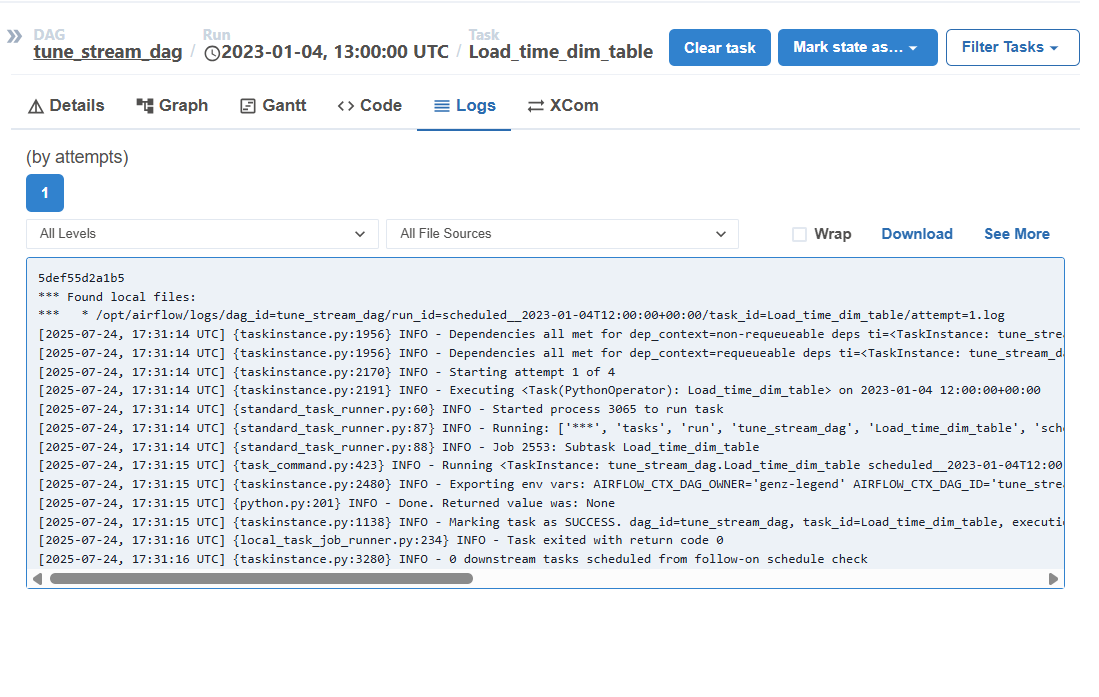 DAG Run Task
tune_stream_dag / 2023-01-04, 13:00:00 UTC / Load_time_dim_table Clear task Mark state as… Filter Tasks
Details Graph Gantt Code Logs XCom
(by attempts)
1
All Levels All File Sources Wrap Download See More
5def55d2a1b5
*** Found local files:
***   * /opt/airflow/logs/dag_id=tune_stream_dag/run_id=scheduled__2023-01-04T12:00:00+00:00/task_id=Load_time_dim_table/attempt=1.log
[2025-07-24, 17:31:14 UTC] {taskinstance.py:1956} INFO - Dependencies all met for dep_context=non-requeueable deps ti=<TaskInstance: tune_strea
[2025-07-24, 17:31:14 UTC] {taskinstance.py:1956} INFO - Dependencies all met for dep_context=requeueable deps ti=<TaskInstance: tune_stream_da
[2025-07-24, 17:31:14 UTC] {taskinstance.py:2170} INFO - Starting attempt 1 of 4
[2025-07-24, 17:31:14 UTC] {taskinstance.py:2191} INFO - Executing <Task(PythonOperator): Load_time_dim_table> on 2023-01-04 12:00:00+00:00
[2025-07-24, 17:31:14 UTC] {standard_task_runner.py:60} INFO - Started process 3065 to run task
[2025-07-24, 17:31:14 UTC] {standard_task_runner.py:87} INFO - Running: ['***', 'tasks', 'run', 'tune_stream_dag', 'Load_time_dim_table', 'sch
[2025-07-24, 17:31:14 UTC] {standard_task_runner.py:88} INFO - Job 2553: Subtask Load_time_dim_table
[2025-07-24, 17:31:15 UTC] {task_command.py:423} INFO - Running <TaskInstance: tune_stream_dag.Load_time_dim_table scheduled__2023-01-04T12:00
[2025-07-24, 17:31:15 UTC] {taskinstance.py:2480} INFO - Exporting env vars: AIRFLOW_CTX_DAG_OWNER='genz-legend' AIRFLOW_CTX_DAG_ID='tune_strea
[2025-07-24, 17:31:15 UTC] {python.py:201} INFO - Done. Returned value was: None
[2025-07-24, 17:31:15 UTC] {taskinstance.py:1138} INFO - Marking task as SUCCESS. dag_id=tune_stream_dag, task_id=Load_time_dim_table, executi
[2025-07-24, 17:31:16 UTC] {local_task_job_runner.py:234} INFO - Task exited with return code 0
[2025-07-24, 17:31:16 UTC] {taskinstance.py:3280} INFO - 0 downstream tasks scheduled from follow-on schedule check